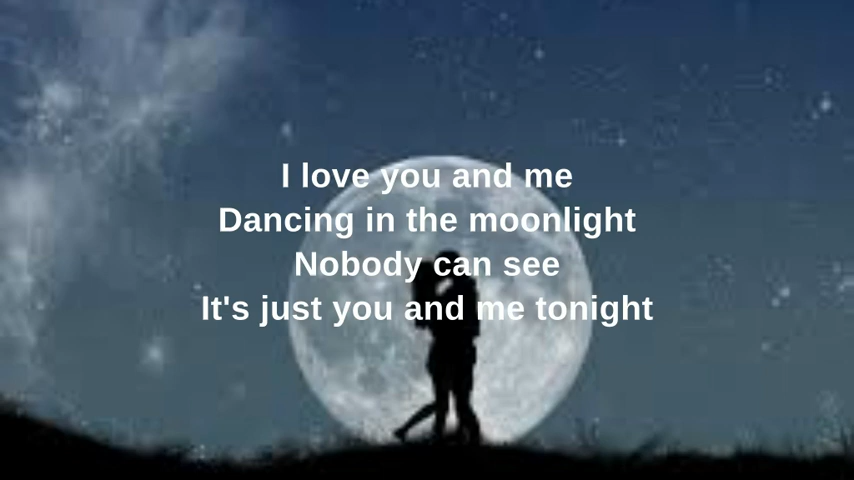 I love you and me
Dancing in the moonlight
Nobody can see
It's just you and me tonight